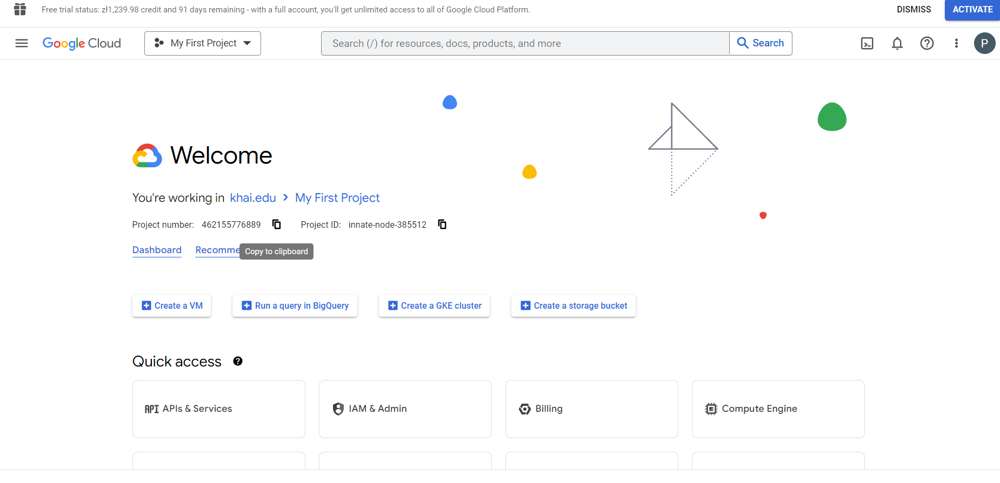 Free trial status: zł1,239.98 credit and 91 days remaining - with a full account, you'll get unlimited access to all of Google Cloud Platform.
DISMISS
ACTIVATE
Google Cloud
My First Project
Search (/) for resources, docs, products, and more
Search
P
Welcome
You're working in khai.edu > My First Project
Project number: 462155776889
Project ID: innate-node-385512
Dashboard
Recomme
Copy to clipboard
Create a VM
Run a query in BigQuery
Create a GKE cluster
Create a storage bucket
Quick access
API APIs & Services
IAM & Admin
Billing
Compute Engine